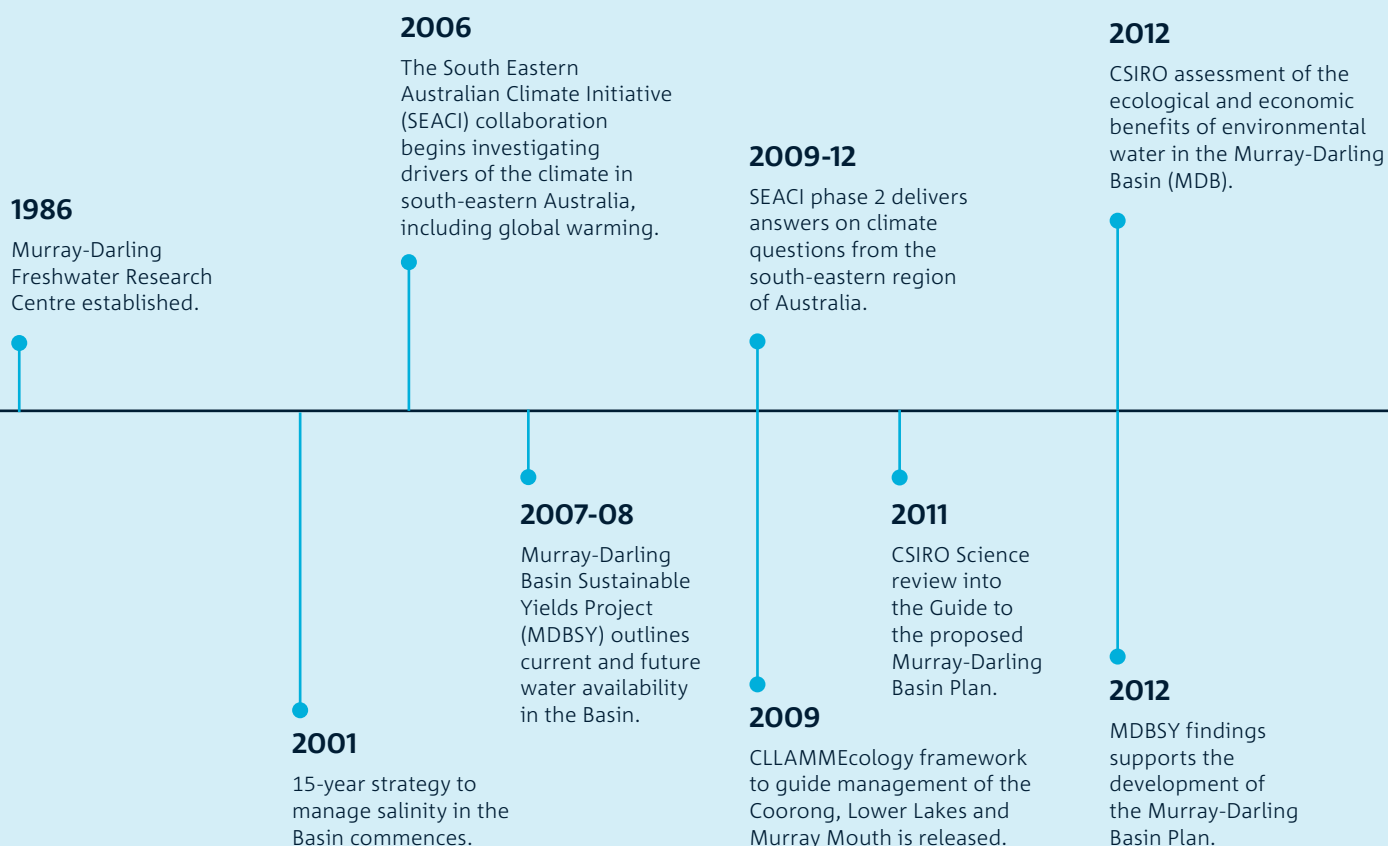 1986
Murray-Darling
Freshwater Research
Centre established.
2001
15-year strategy to
manage salinity in the
Basin commences.
2006
The South Eastern
Australian Climate Initiative
(SEACI) collaboration
begins investigating
drivers of the climate in
south-eastern Australia,
including global warming.
2007-08
Murray-Darling
Basin Sustainable
Yields Project
(MDBSY) outlines
current and future
water availability
in the Basin.
2009-12
SEACI phase 2 delivers
answers on climate
questions from the
south-eastern region
of Australia.
2009
CLLAMMEcology framework
to guide management of the
Coorong, Lower Lakes and
Murray Mouth is released.
2011
CSIRO Science
review into
the Guide to
the proposed
Murray-Darling
Basin Plan.
2012
CSIRO assessment of the
ecological and economic
benefits of environmental
water in the Murray-Darling
Basin (MDB).
2012
MDBSY findings
supports the
development of
the Murray-Darling
Basin Plan.